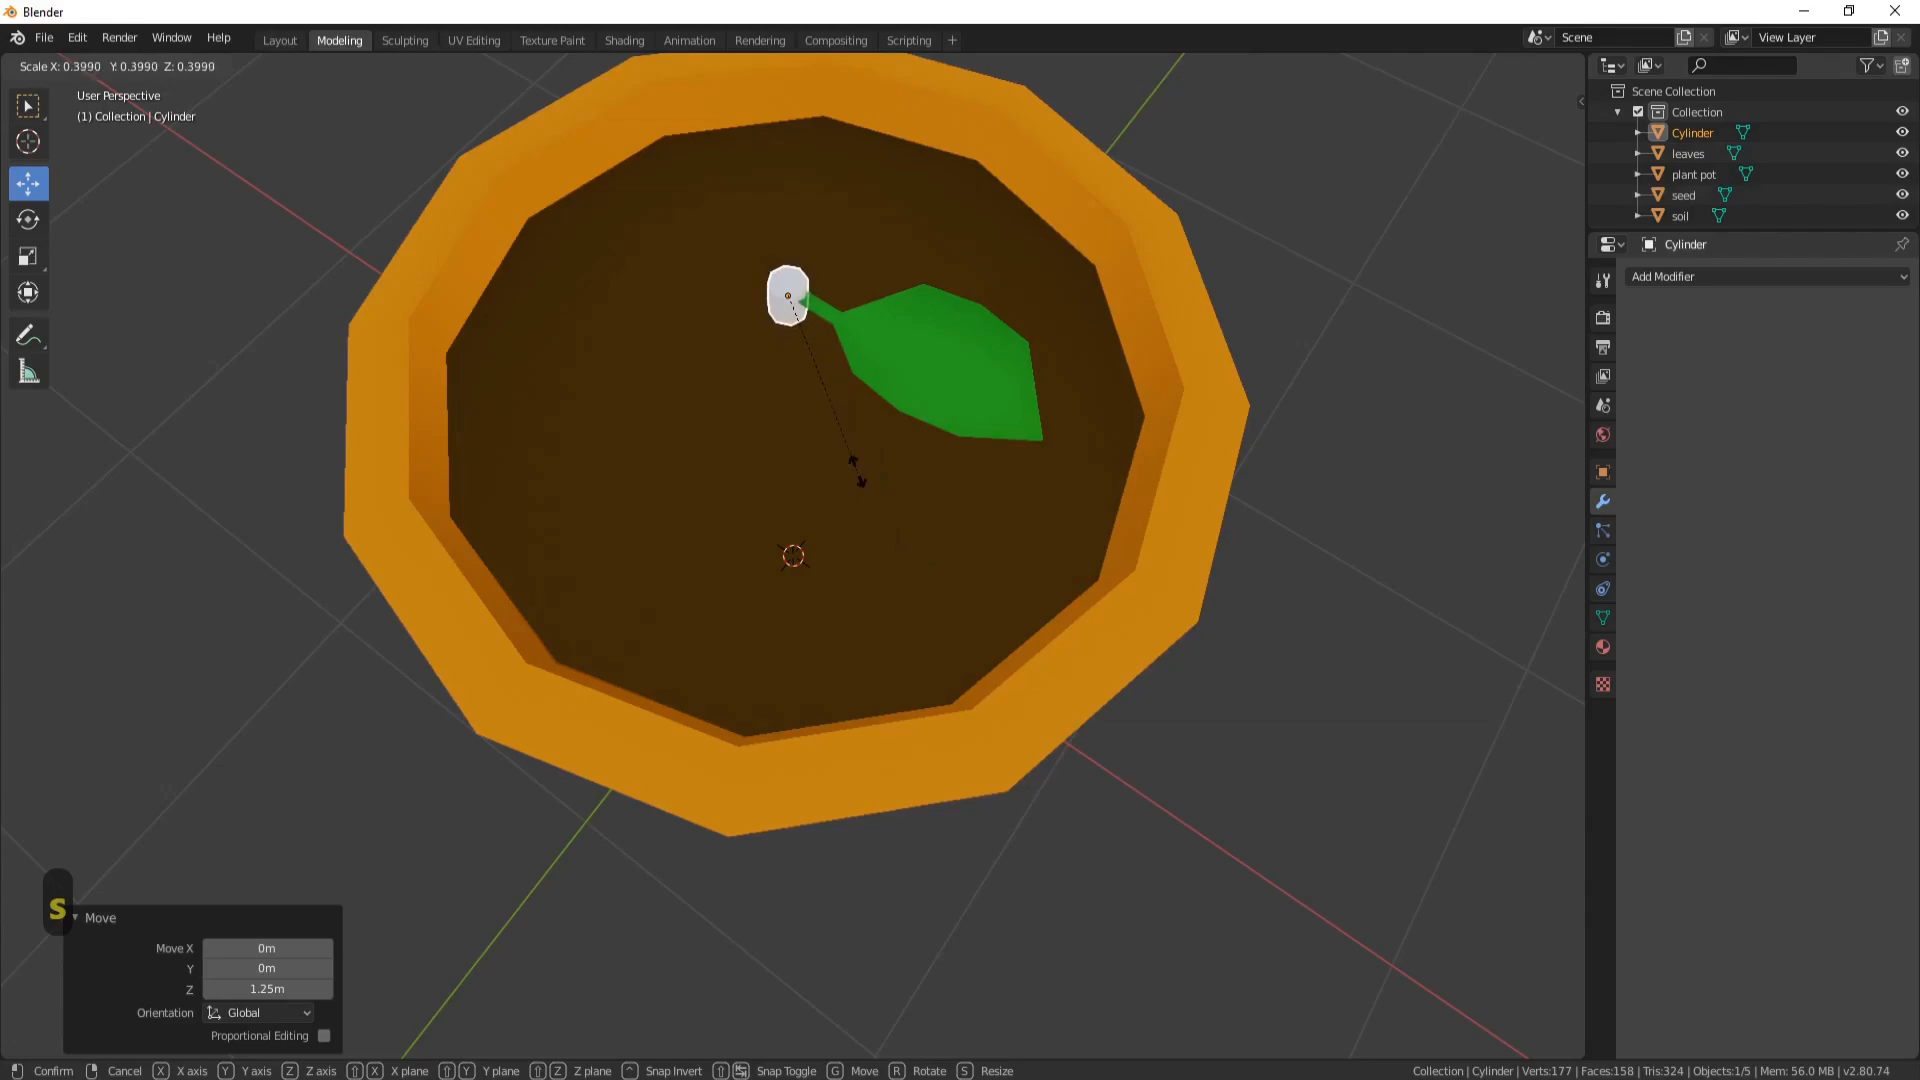 Blender
File Edit Render Window Help
Layout Modeling Sculpting UV Editing Texture Paint Shading Animation Rendering Compositing Scripting +
Scene
View Layer
Scale X: 0.3990 Y: 0.3990 Z: 0.3990
User Perspective
(1) Collection | Cylinder
Scene Collection
Collection
Cylinder
leaves
plant pot
seed
soil
Cylinder
Add Modifier
S
Move
Move X 0m
Y 0m
Z 1.25m
Orientation Global
Proportional Editing
Confirm Cancel X X axis Y Y axis Z Z axis X X plane Y Y plane Z Z plane Snap Invert Snap Toggle G Move R Rotate S Resize
Collection | Cylinder | Verts:177 | Faces:158 | Tris:324 | Objects:1/5 | Mem: 56.0 MB | v2.80.74